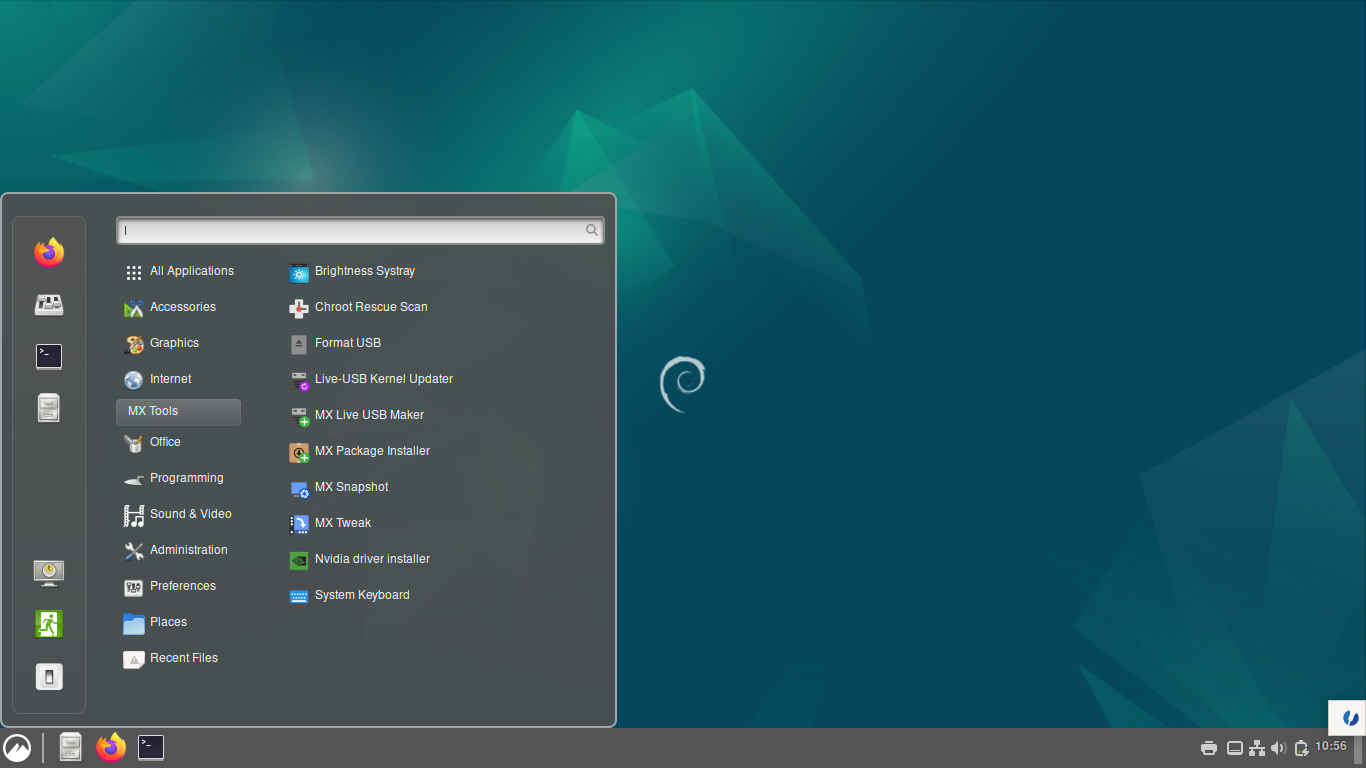 All Applications
Accessories
Graphics
Internet
MX Tools
Office
Programming
Sound & Video
Administration
Preferences
Places
Recent Files
Brightness Systray
Chroot Rescue Scan
Format USB
Live-USB Kernel Updater
MX Live USB Maker
MX Package Installer
MX Snapshot
MX Tweak
Nvidia driver installer
System Keyboard
10:56